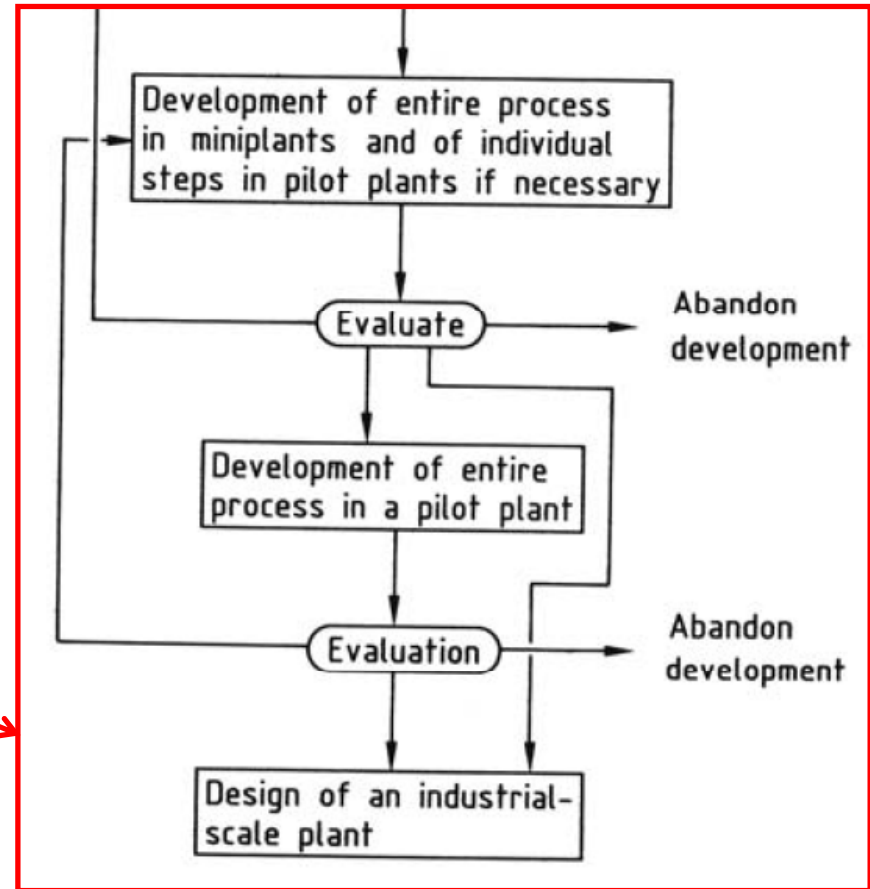 Development of entire process
in miniplants and of individual
steps in pilot plants if necessary
Evaluate
Abandon
development
Development of entire
process in a pilot plant
Evaluation
Abandon
development
Design of an industrial-
scale plant